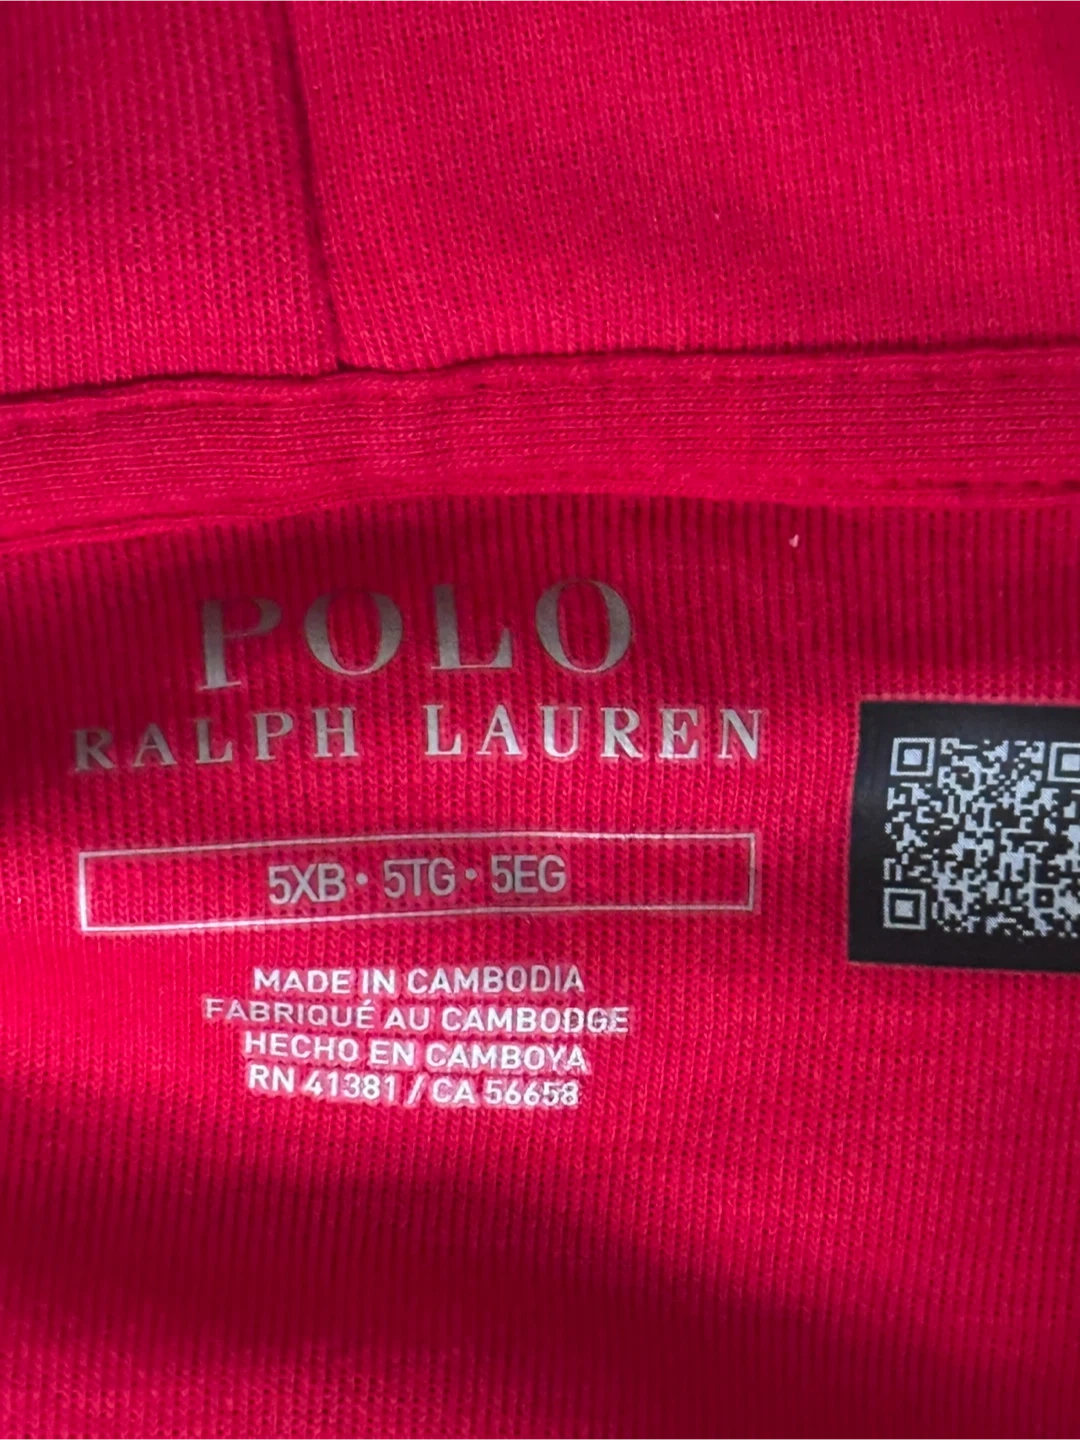 POLO
RALPH LAUREN
5XB • 5TG • 5EG
MADE IN CAMBODIA
FABRIQUÉ AU CAMBODGE
HECHO EN CAMBOYA
RN 41381 / CA 56658